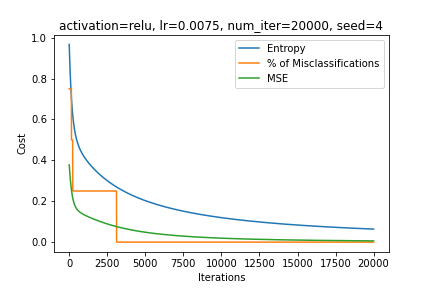 activation=relu, lr=0.0075, num_iter=20000, seed=4
1.0
0.8
0.6
0.4
0.2
0.0
Cost
Entropy
% of Misclassifications
MSE
0 2500 5000 7500 10000 12500 15000 17500 20000
Iterations